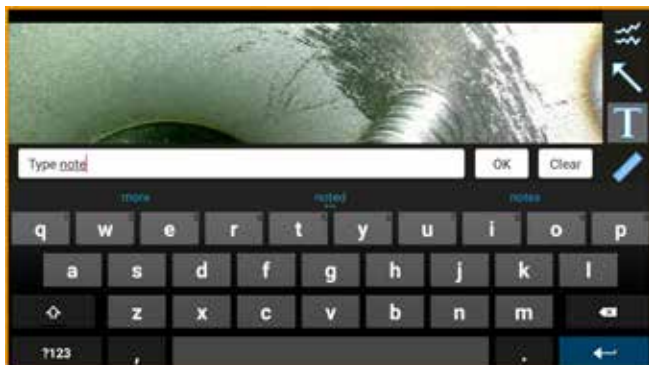 T
Type note
OK Clear
more noted notes
q w e r t y u i o p
a s d f g h j k l
z x c v b n m
?123 , .